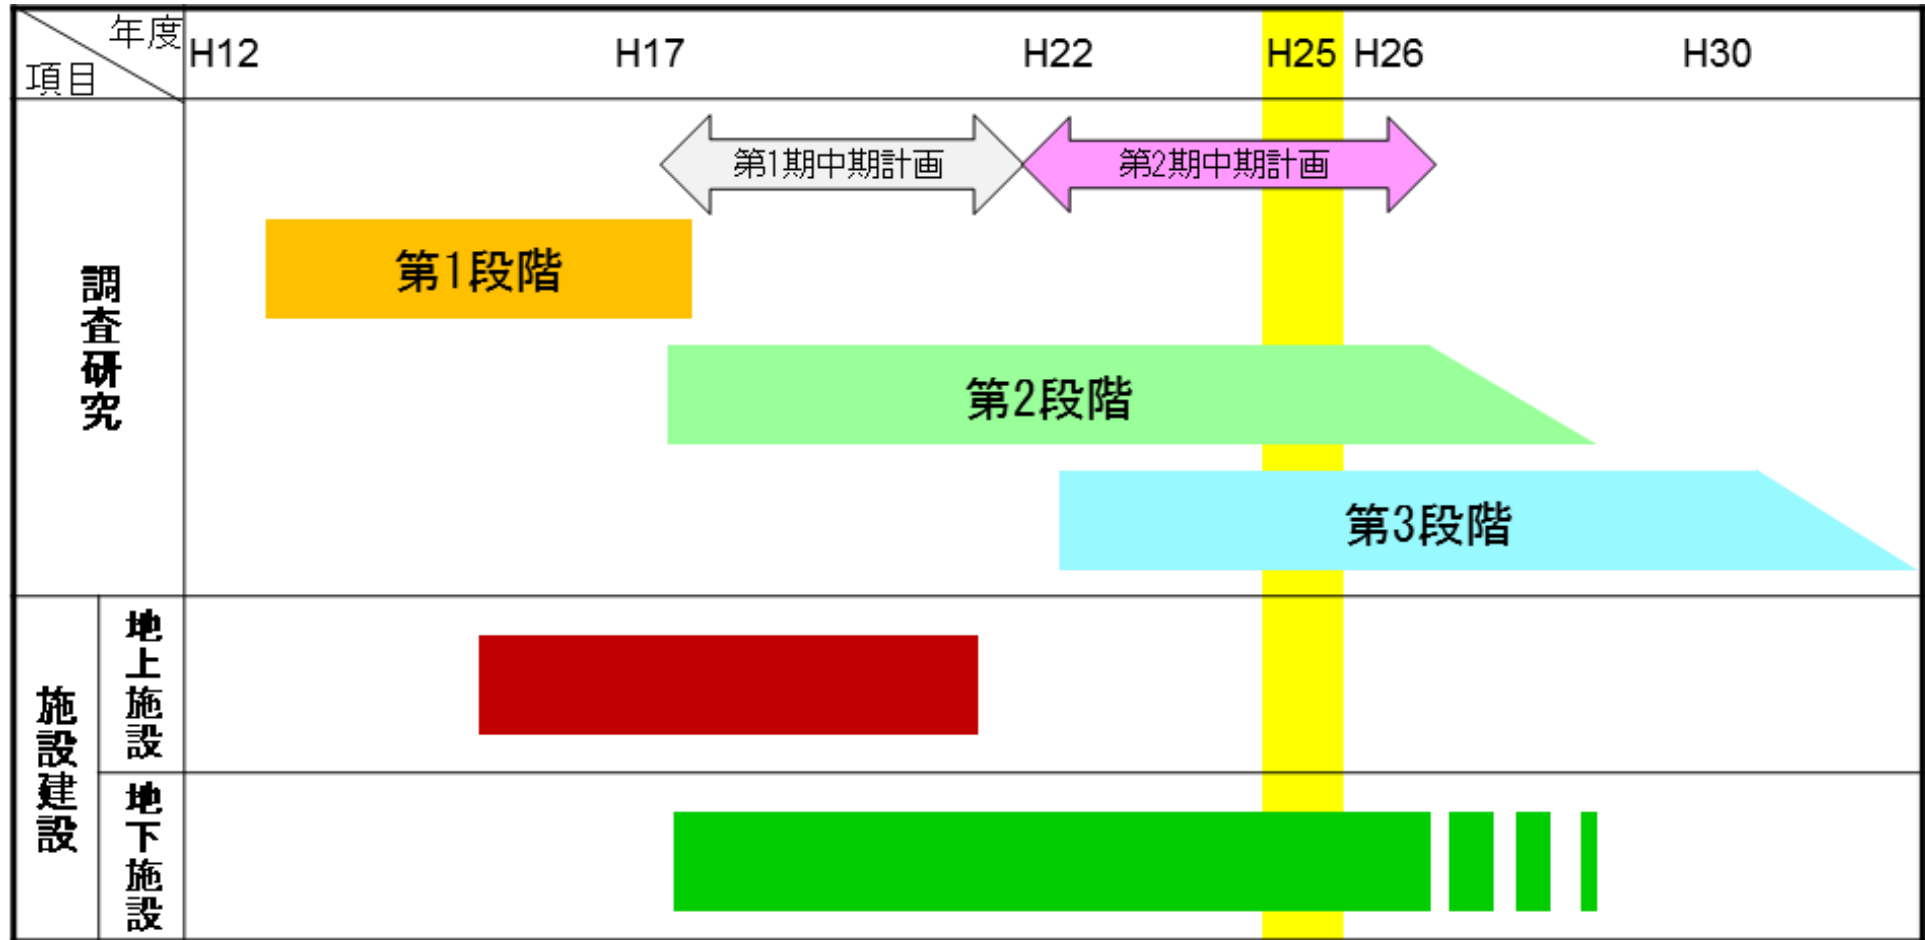 年度
項目
H12 H17 H22 H25 H26 H30
第1期中期計画 第2期中期計画
調査研究
第1段階
第2段階
第3段階
施設建設
地上施設
地下施設